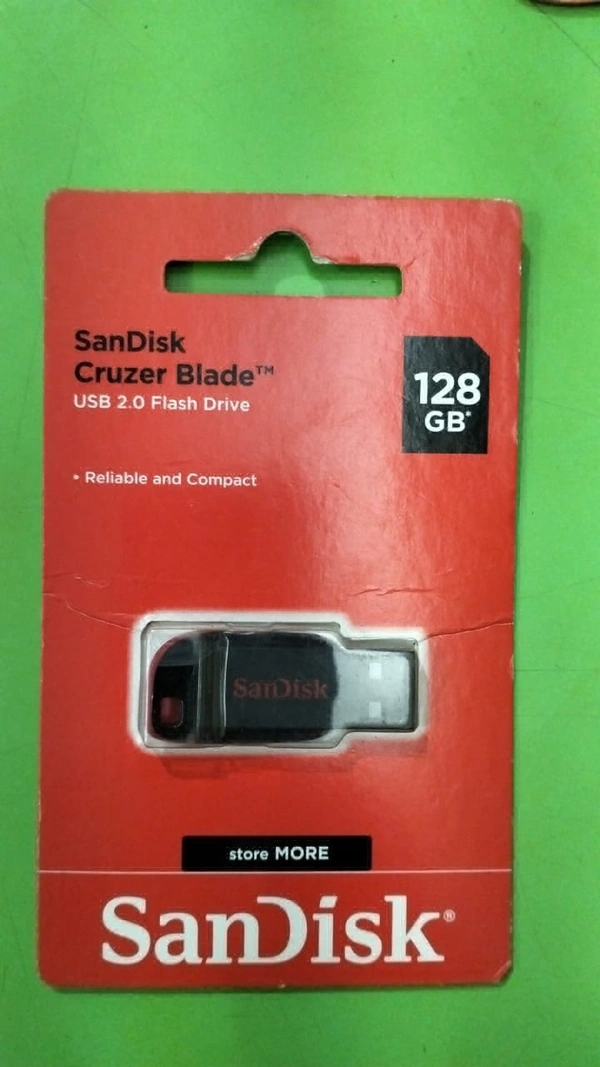 SanDisk
Cruzer Blade™
USB 2.0 Flash Drive
128
GB*
• Reliable and Compact
SanDisk
store MORE
SanDisk®